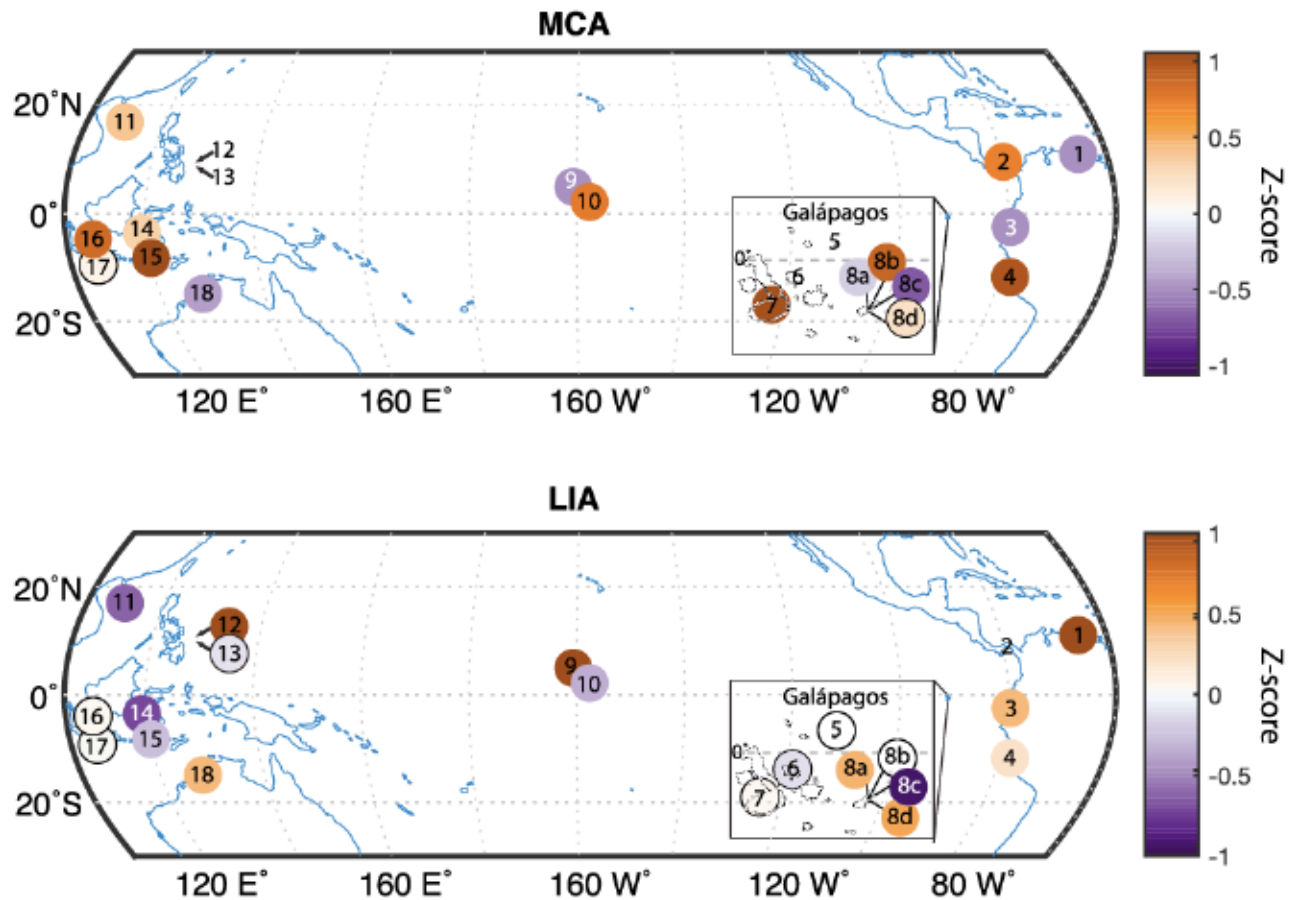 MCA
20˚N
0˚
20˚S
11
12
13
9
10
2
1
3
4
16
14
15
17
18
Galápagos
5
0˚
6
7
8a
8b
8c
8d
120 E˚
160 E˚
160 W˚
120 W˚
80 W˚
1
0.5
0
-0.5
-1
Z-score
LIA
20˚N
0˚
20˚S
11
12
13
9
10
2
1
3
4
16
14
15
17
18
Galápagos
5
0˚
6
7
8a
8b
8c
8d
120 E˚
160 E˚
160 W˚
120 W˚
80 W˚
1
0.5
0
-0.5
-1
Z-score